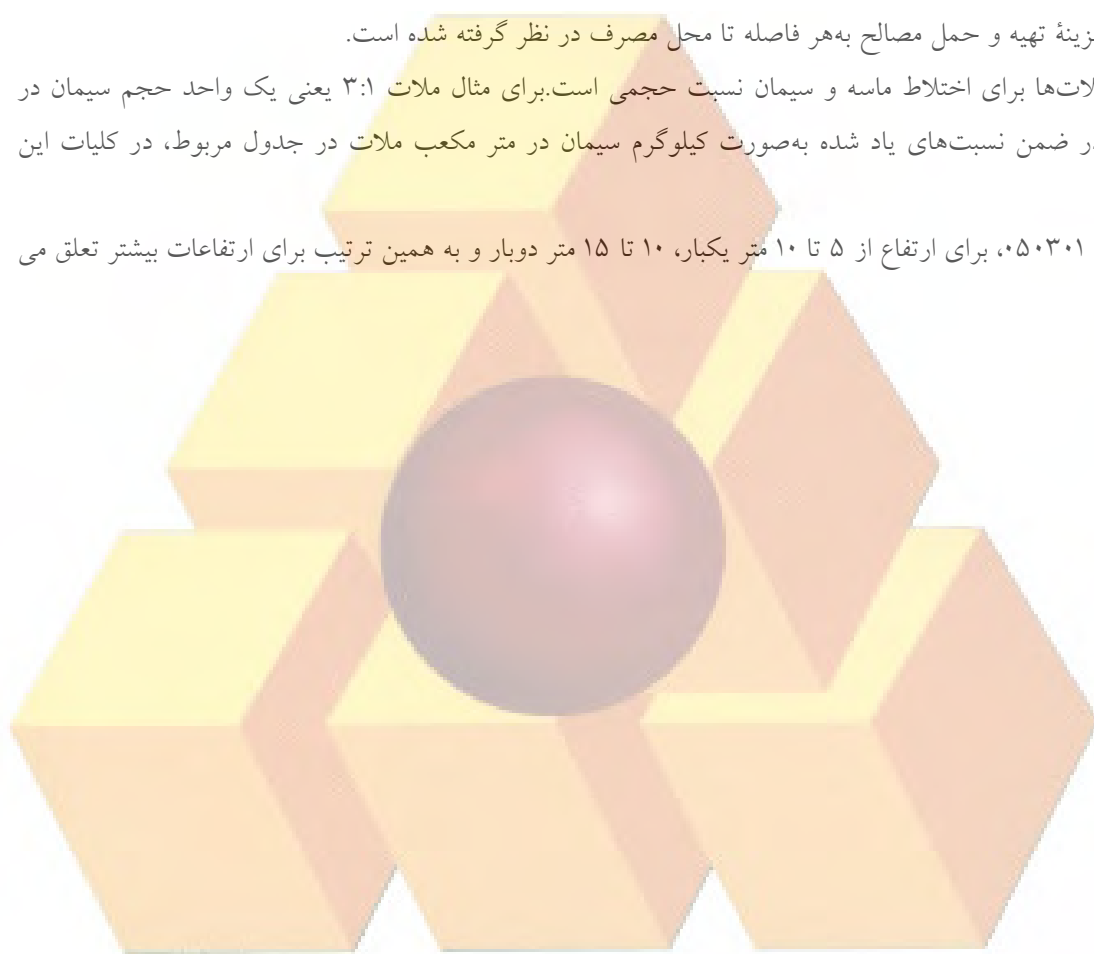 زینهٔ تهیه و حمل مصالح به‌هر فاصله تا محل مصرف در نظر گرفته شده است.
لات‌ها برای اختلاط ماسه و سیمان نسبت حجمی است.برای مثال ملات ۳:۱ یعنی یک واحد حجم سیمان در
ر ضمن نسبت‌های یاد شده به‌صورت کیلوگرم سیمان در متر مکعب ملات در جدول مربوط، در کلیات این
۰۵۰۳۰۱، برای ارتفاع از ۵ تا ۱۰ متر یکبار، ۱۰ تا ۱۵ متر دوبار و به همین ترتیب برای ارتفاعات بیشتر تعلق می